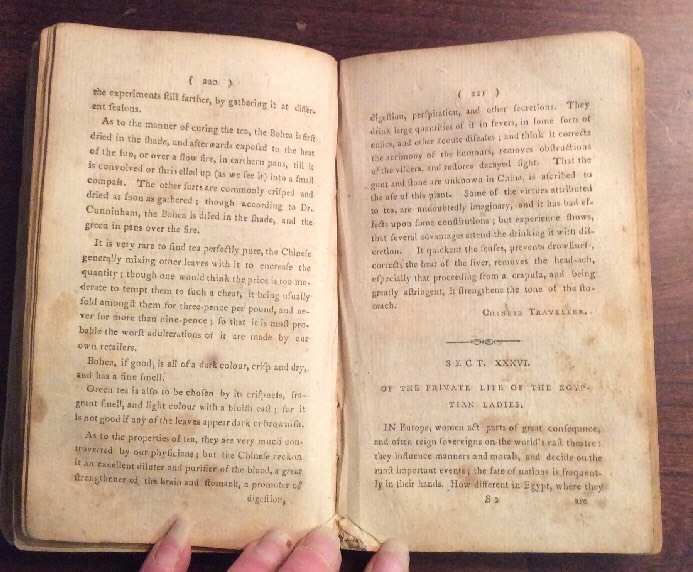 ( 220 )
the experiments ſtill farther, by gathering it at differ-
ent ſeaſons.
As to the manner of curing the tea, the Bohea is firſt
dried in the ſhade, and afterwards expoſed to the heat
of the ſun, or over a ſlow fire, in earthern pans, till it
is convolved or ſhrivelled up (as we ſee it) into a ſmall
compaſs. The other ſorts are commonly criſped and
dried as ſoon as gathered; though according to Dr.
Cunninham, the Bohea is dried in the ſhade, and the
green in pans over the fire.
It is very rare to find tea perfectly pure, the Chineſe
generally mixing other leaves with it to encreaſe the
quantity; though one would think the price is too mo-
derate to tempt them to ſuch a cheat, it being uſually
ſold amongſt them for three-pence per pound, and ne-
ver for more than nine-pence; ſo that it is moſt pro-
bable the worſt adulterations of it are made by our
own retailers.
Bohea, if good, is all of a dark colour, criſp and dry,
and has a fine ſmell.
Green tea is alſo to be choſen by its criſpneſs, fra-
grant ſmell, and light colour with a bluiſh caſt; for it
is not good if any of the leaves appear dark or browniſh.
As to the properties of tea, they are very much con-
troverted by our phyſicians; but the Chineſe reckon
it an excellent diluter and purifier of the blood, a great
ſtrengthener of the brain and ſtomach, a promoter of
digeſtion,
( 221 )
digeſtion, perſphation, and other ſecretions. They
drink large quantities of it in fevers, in ſome ſorts of
colics, and other accute diſeaſes; and think it corrects
the acrimony of the humours, removes obſtructions
of the viſcera, and reſtores decayed ſight. That the
gout and ſtone are unknown in China, is aſcribed to
the uſe of this plant. Some of the virtues attributed
to tea, are undoubtedly imaginary, and it has bad ef-
fects upon ſome conſtitutions; but experience ſhows,
that ſeveral advantages attend the drinking it with diſ-
cretion. It quickens the ſenſes, prevents drowſineſs,
corrects the heat of the liver, removes the head-ach,
eſpecially that proceeding from a crapula, and being
greatly aſtringent, it ſtrengthens the tone of the ſto-
mach.
CHINESE TRAVELLER.
SECT. XXXVI.
OF THE PRIVATE LIFE OF THE EGYP-
TIAN LADIES.
IN Europe, women act parts of great conſequence,
and often reign ſovereigns on the world's vaſt theatre;
they influence manners and morals, and decide on the
moſt important events; the fate of nations is frequent-
ly in their hands. How different in Egypt, where they
S 2
are